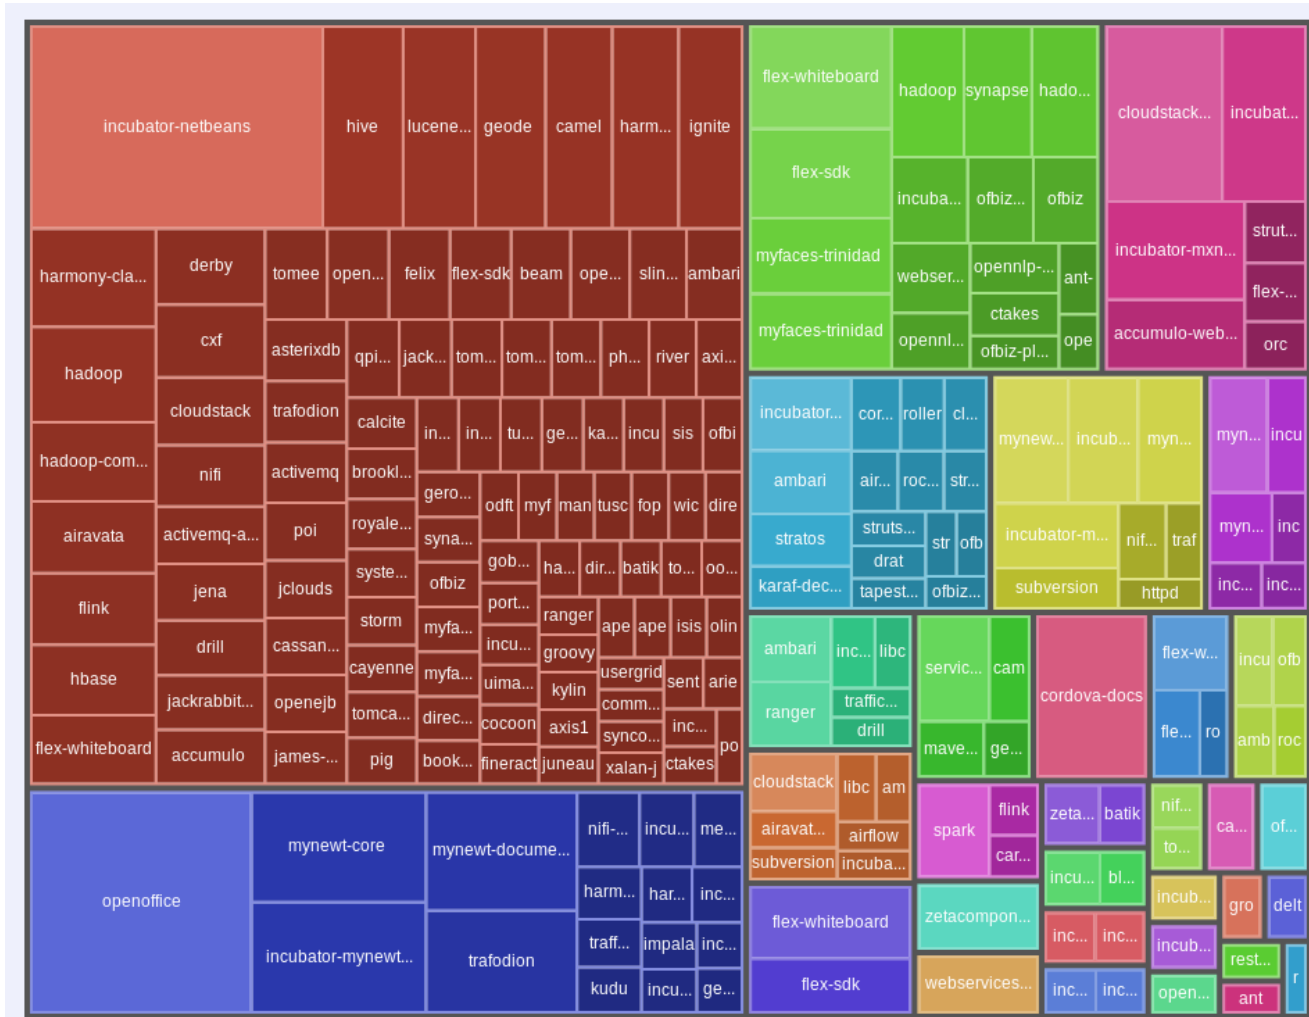 incubator-netbeans
hive
lucene...
geode
camel
harm...
ignite
harmony-cla...
hadoop
hadoop-com...
airavata
flink
hbase
flex-whiteboard
derby
cxf
cloudstack
nifi
activemq-a...
jena
drill
jackrabbit...
accumulo
tomee
open...
felix
flex-sdk
beam
ope...
slin...
ambari
asterixdb
trafodion
activemq
poi
jclouds
cassan...
openejb
james-...
qpi...
jack...
tom...
tom...
tom...
ph...
river
axi...
calcite
brookl...
royale...
syste...
storm
cayenne
tomca...
pig
in...
in...
tu...
ge...
ka...
incu
sis
ofbi
gero...
syna...
ofbiz
myfa...
myfa...
direc...
book...
odft
myf
man
tusc
fop
wic
dire
gob...
port...
incu...
uima...
cocoon
fineract
ha...
dir...
batik
to...
oo...
ranger
groovy
kylin
axis1
juneau
ape
ape
isis
olin
usergrid
comm...
synco...
xalan-j
sent
arie
inc...
ctakes
po
openoffice
mynewt-core
incubator-mynewt...
mynewt-docume...
trafodion
nifi-...
incu...
me...
harm...
har...
inc...
traff...
impala
inc...
kudu
incu...
ge...
flex-whiteboard
flex-sdk
myfaces-trinidad
myfaces-trinidad
hadoop
synapse
hado...
incuba...
ofbiz...
ofbiz
webser...
opennl...
opennlp-...
ctakes
ofbiz-pl...
ant-
ope
cloudstack...
incubat...
incubator-mxn...
accumulo-web...
strut...
flex-...
orc
incubator...
ambari
stratos
karaf-dec...
cor...
roller
cl...
air...
roc...
str...
struts...
drat
tapest...
str
ofb
ofbiz...
mynew...
incub...
myn...
incubator-m...
subversion
nif...
traf
httpd
myn...
incu
myn...
inc
inc...
inc...
ambari
ranger
inc...
libc
traffic...
drill
servic...
cam
mave...
ge...
cordova-docs
flex-w...
fle...
ro
incu
ofb
amb
roc
cloudstack
airavat...
subversion
libc
am
airflow
incuba...
spark
flink
car...
zeta...
batik
nif...
to...
ca...
of...
incu...
bl...
incub...
gro
delt
flex-whiteboard
flex-sdk
zetacompon...
webservices...
inc...
inc...
incub...
rest...
r
inc...
inc...
open...
ant